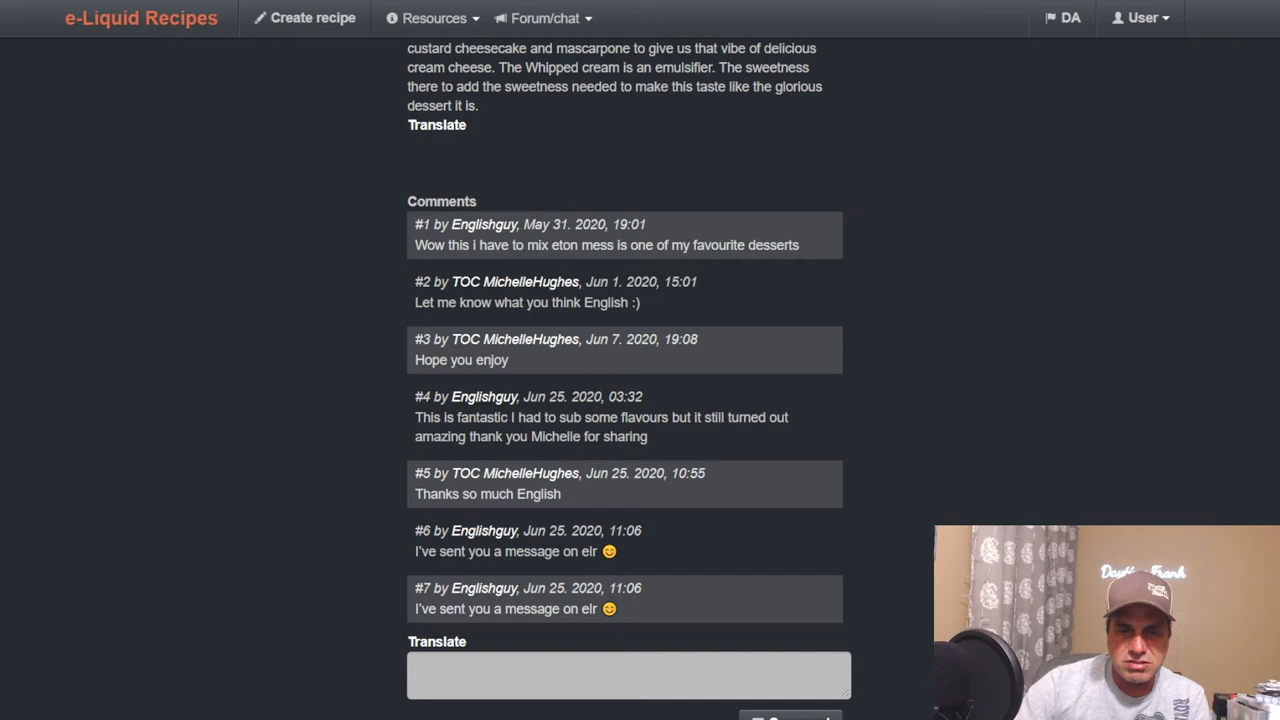 e-Liquid Recipes Create recipe Resources Forum/chat DA User
custard cheesecake and mascarpone to give us that vibe of delicious
cream cheese. The Whipped cream is an emulsifier. The sweetness
there to add the sweetness needed to make this taste like the glorious
dessert it is.
Translate
Comments
#1 by Englishguy, May 31. 2020, 19:01
Wow this i have to mix eton mess is one of my favourite desserts
#2 by TOC MichelleHughes, Jun 1. 2020, 15:01
Let me know what you think English :)
#3 by TOC MichelleHughes, Jun 7. 2020, 19:08
Hope you enjoy
#4 by Englishguy, Jun 25. 2020, 03:32
This is fantastic I had to sub some flavours but it still turned out
amazing thank you Michelle for sharing
#5 by TOC MichelleHughes, Jun 25. 2020, 10:55
Thanks so much English
#6 by Englishguy, Jun 25. 2020, 11:06
I've sent you a message on elr 😊
#7 by Englishguy, Jun 25. 2020, 11:06
I've sent you a message on elr 😊
Translate
Frank